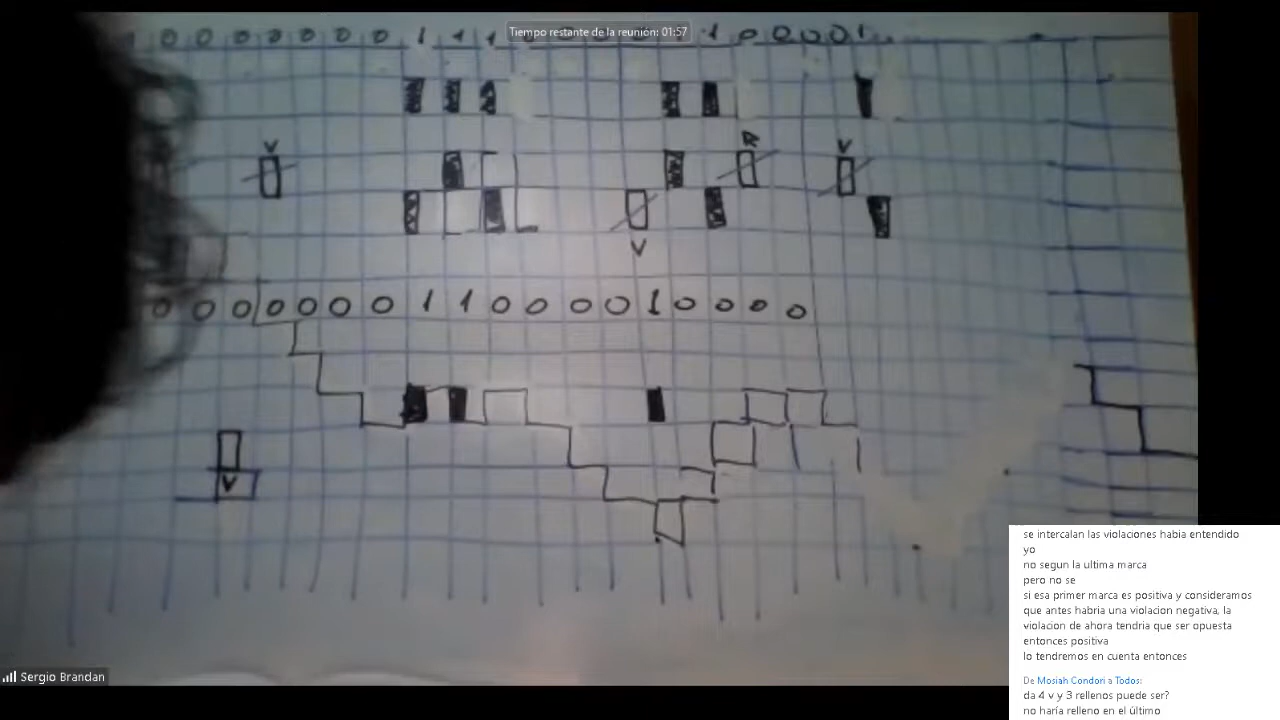 Tiempo restante de la reunión: 01:57
1 0 0 0 0 0 0 0 1 1 1 0 1 0 0 0 0 1
V V
V
0 0 0 0 0 0 0 1 1 0 0 0 0 1 0 0 0 0
V
se intercalan las violaciones habia entendido
yo
no segun la ultima marca
pero no se
si esa primer marca es positiva y consideramos
que antes habria una violacion negativa, la
violacion de ahora tendria que ser opuesta
entonces positiva
lo tendremos en cuenta entonces
De Mosiah Condori a Todos:
da 4 v y 3 rellenos puede ser?
no haría relleno en el último
Sergio Brandan